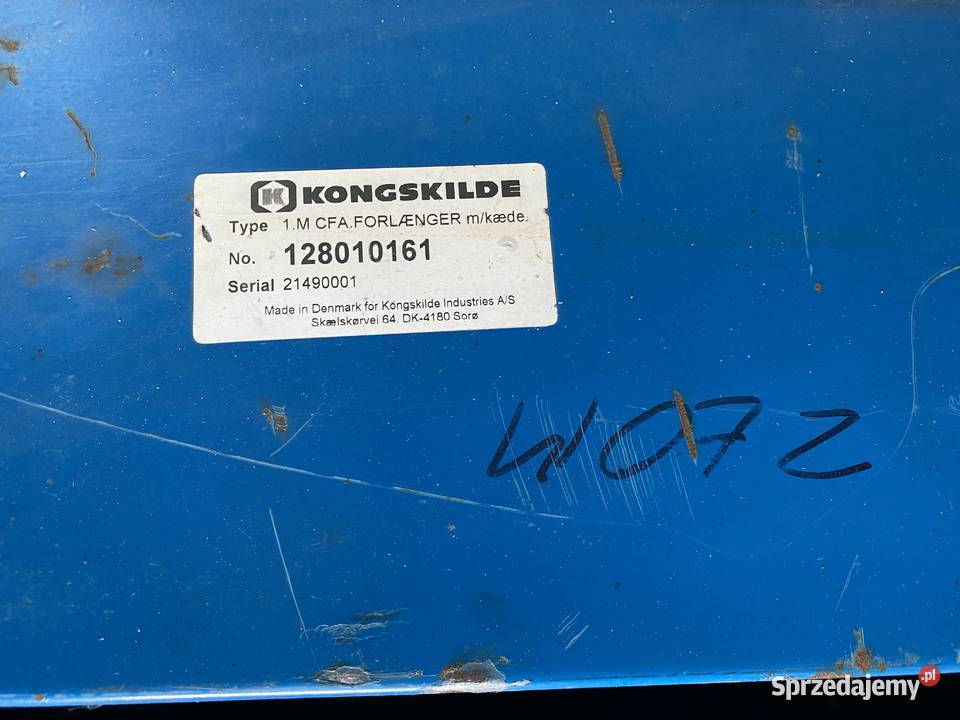 KONGSKILDE
Type 1.M CFA.FORLÆNGER m/kæde.
No. 128010161
Serial 21490001
Made in Denmark for Kongskilde Industries A/S
Skælskørvej 64, DK-4180 Sorø
W072
Sprzedajemy.pl